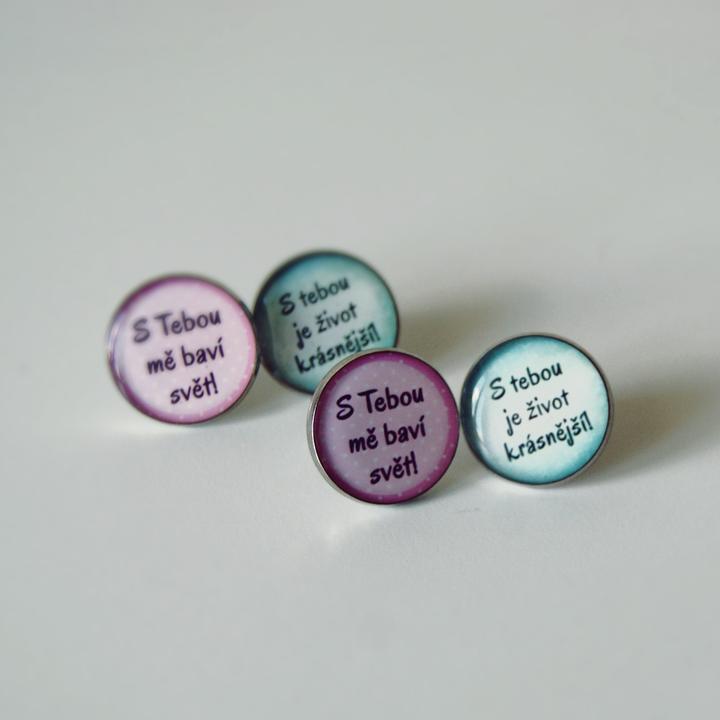 S Tebou
mě baví
svět!
S tebou
je život
krásnější!
S Tebou
mě baví
svět!
S tebou
je život
krásnější!